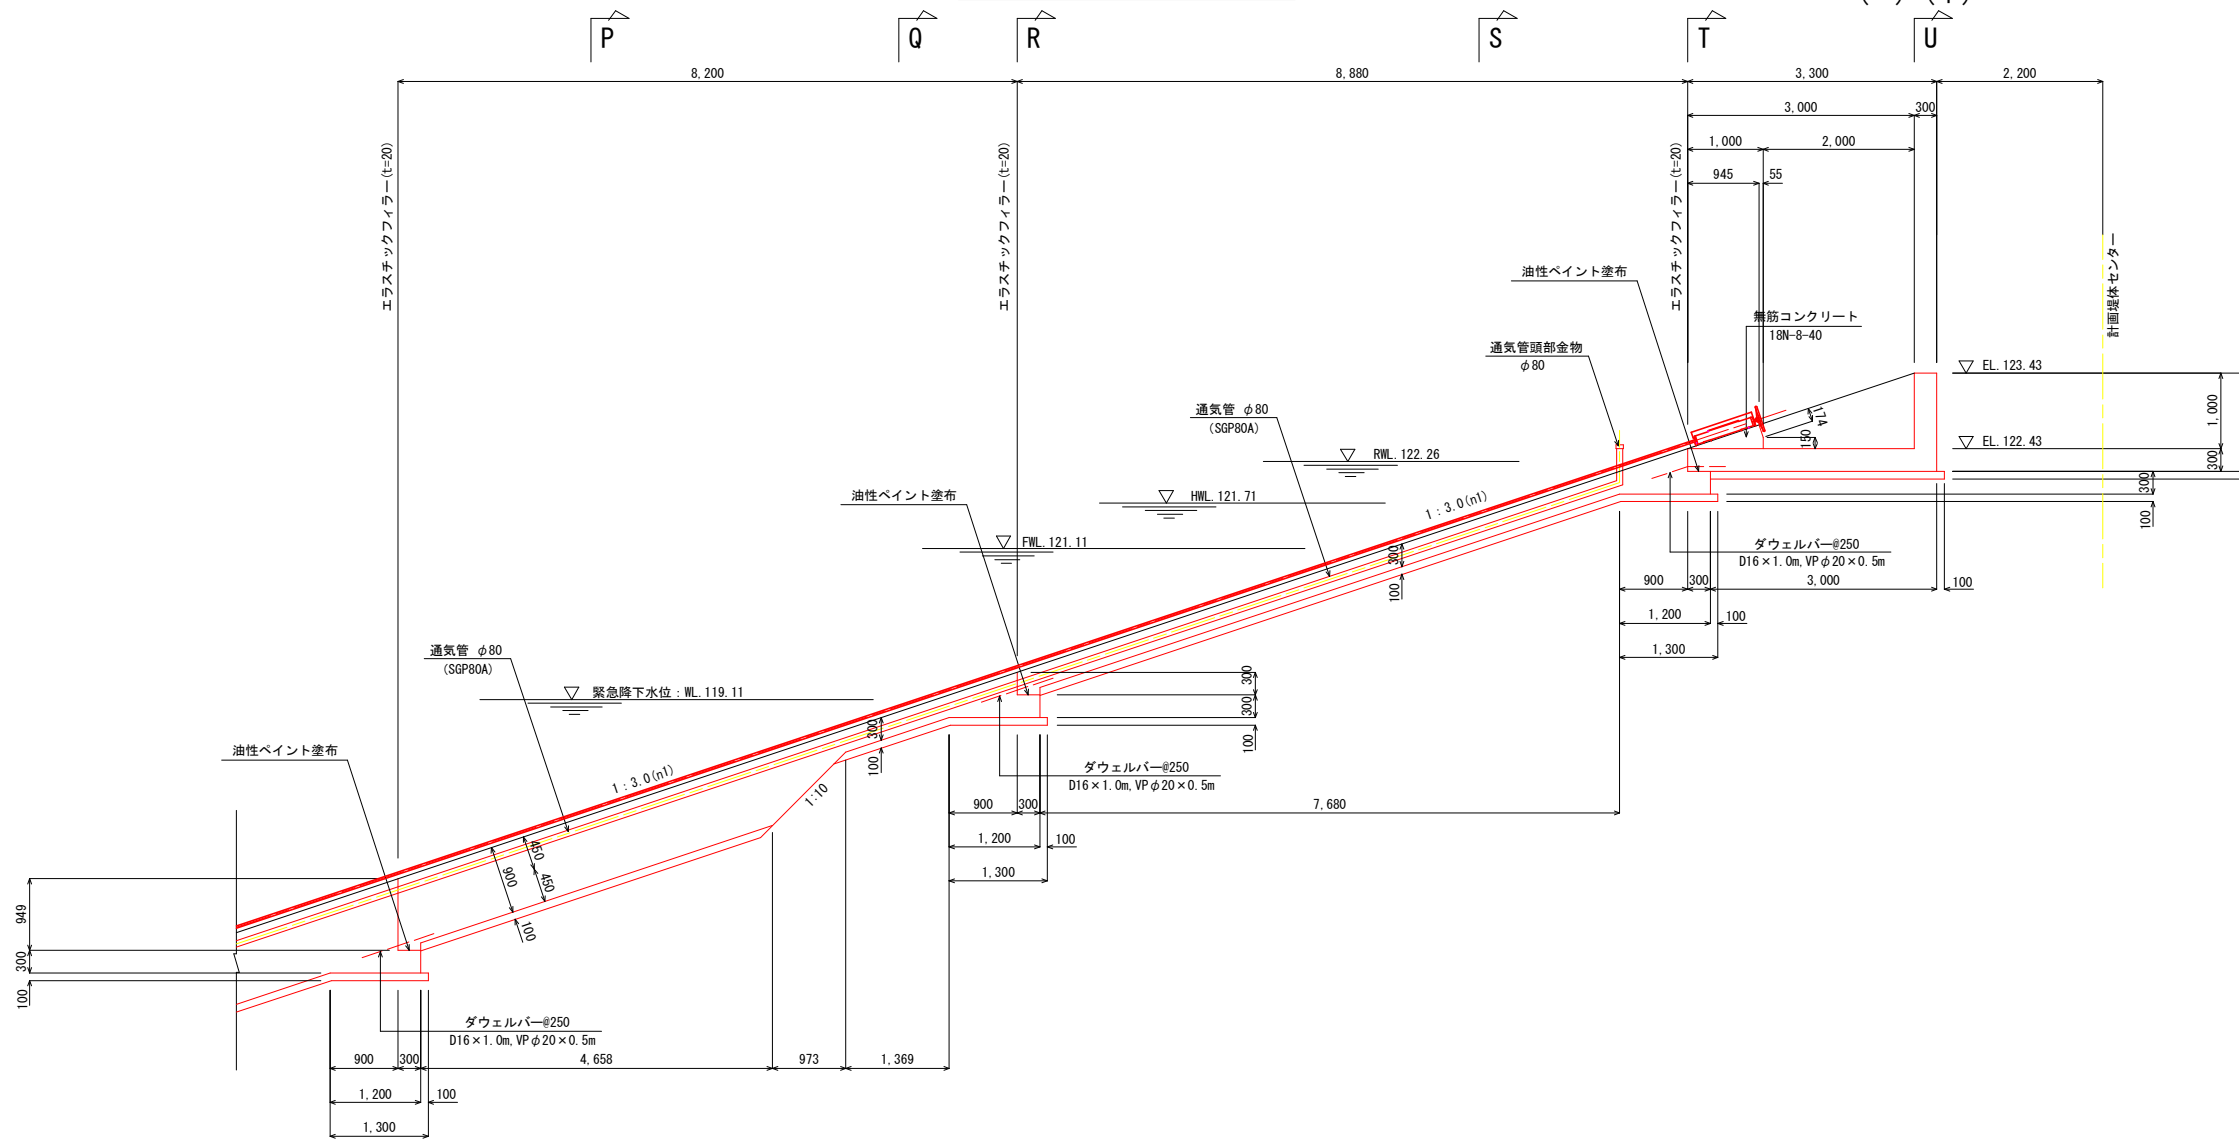 P
Q
R
S
T
U
8,200
8,880
3,300
2,200
3,000
300
1,000
2,000
945
55
エラスチックフィラー(t=20)
エラスチックフィラー(t=20)
エラスチックフィラー(t=20)
計画堤体センター
油性ペイント塗布
無筋コンクリート
18N-8-40
通気管頭部金物
φ80
EL.123.43
通気管 φ80
(SGP80A)
174
150
1,000
EL.122.43
300
RWL.122.26
300
100
HWL.121.71
油性ペイント塗布
1:3.0(n1)
FWL.121.11
300
100
ダウェルバー@250
D16×1.0m,VPφ20×0.5m
900
300
3,000
100
1,200
100
1,300
通気管 φ80
(SGP80A)
緊急降下水位:WL.119.11
300
300
100
300
100
油性ペイント塗布
1:3.0(n1)
1:10
ダウェルバー@250
D16×1.0m,VPφ20×0.5m
900
300
7,680
1,200
100
1,300
450
900
450
100
949
300
100
ダウェルバー@250
D16×1.0m,VPφ20×0.5m
900
300
4,658
973
1,369
1,200
100
1,300